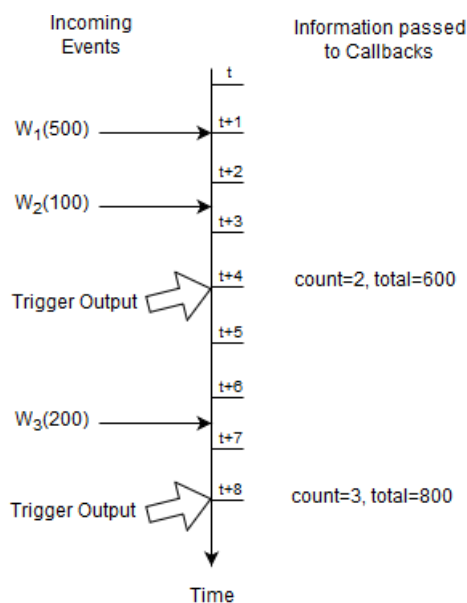 Incoming
Events
Information passed
to Callbacks
t
W₁(500)
t+1
t+2
W₂(100)
t+3
t+4
count=2, total=600
Trigger Output
t+5
t+6
W₃(200)
t+7
t+8
count=3, total=800
Trigger Output
Time